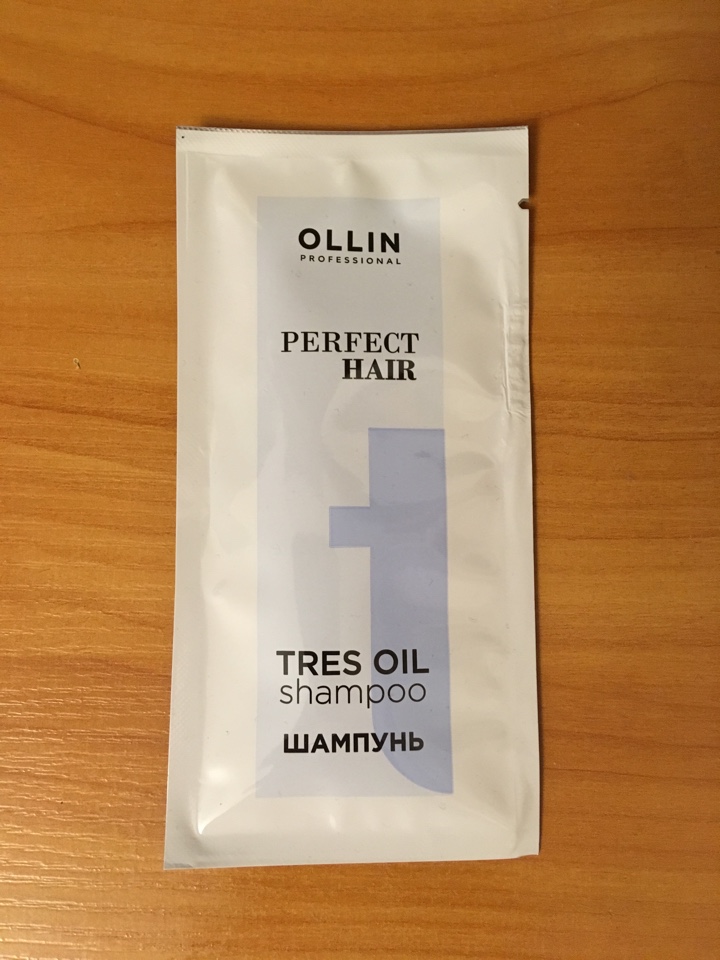 OLLIN
PROFESSIONAL
PERFECT
HAIR
t
TRES OIL
shampoo
ШАМПУНЬ